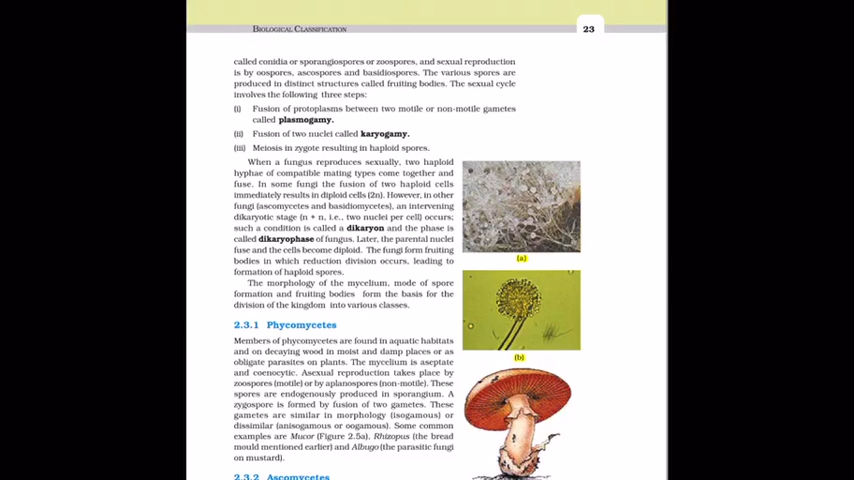 BIOLOGICAL CLASSIFICATION
23
called conidia or sporangiospores or zoospores, and sexual reproduction
is by oospores, ascospores and basidiospores. The various spores are
produced in distinct structures called fruiting bodies. The sexual cycle
involves the following three steps:
(i) Fusion of protoplasms between two motile or non-motile gametes
called plasmogamy.
(ii) Fusion of two nuclei called karyogamy.
(iii) Meiosis in zygote resulting in haploid spores.
When a fungus reproduces sexually, two haploid
hyphae of compatible mating types come together and
fuse. In some fungi the fusion of two haploid cells
immediately results in diploid cells (2n). However, in other
fungi (ascomycetes and basidiomycetes), an intervening
dikaryotic stage (n + n, i.e., two nuclei per cell) occurs;
such a condition is called a dikaryon and the phase is
called dikaryophase of fungus. Later, the parental nuclei
fuse and the cells become diploid. The fungi form fruiting
bodies in which reduction division occurs, leading to
formation of haploid spores.
The morphology of the mycelium, mode of spore
formation and fruiting bodies form the basis for the
division of the kingdom into various classes.
(a)
(b)
2.3.1 Phycomycetes
Members of phycomycetes are found in aquatic habitats
and on decaying wood in moist and damp places or as
obligate parasites on plants. The mycelium is aseptate
and coenocytic. Asexual reproduction takes place by
zoospores (motile) or by aplanospores (non-motile). These
spores are endogenously produced in sporangium. A
zygospore is formed by fusion of two gametes. These
gametes are similar in morphology (isogamous) or
dissimilar (anisogamous or oogamous). Some common
examples are Mucor (Figure 2.5a), Rhizopus (the bread
mould mentioned earlier) and Albugo (the parasitic fungi
on mustard).
2.3.2 Ascomycetes